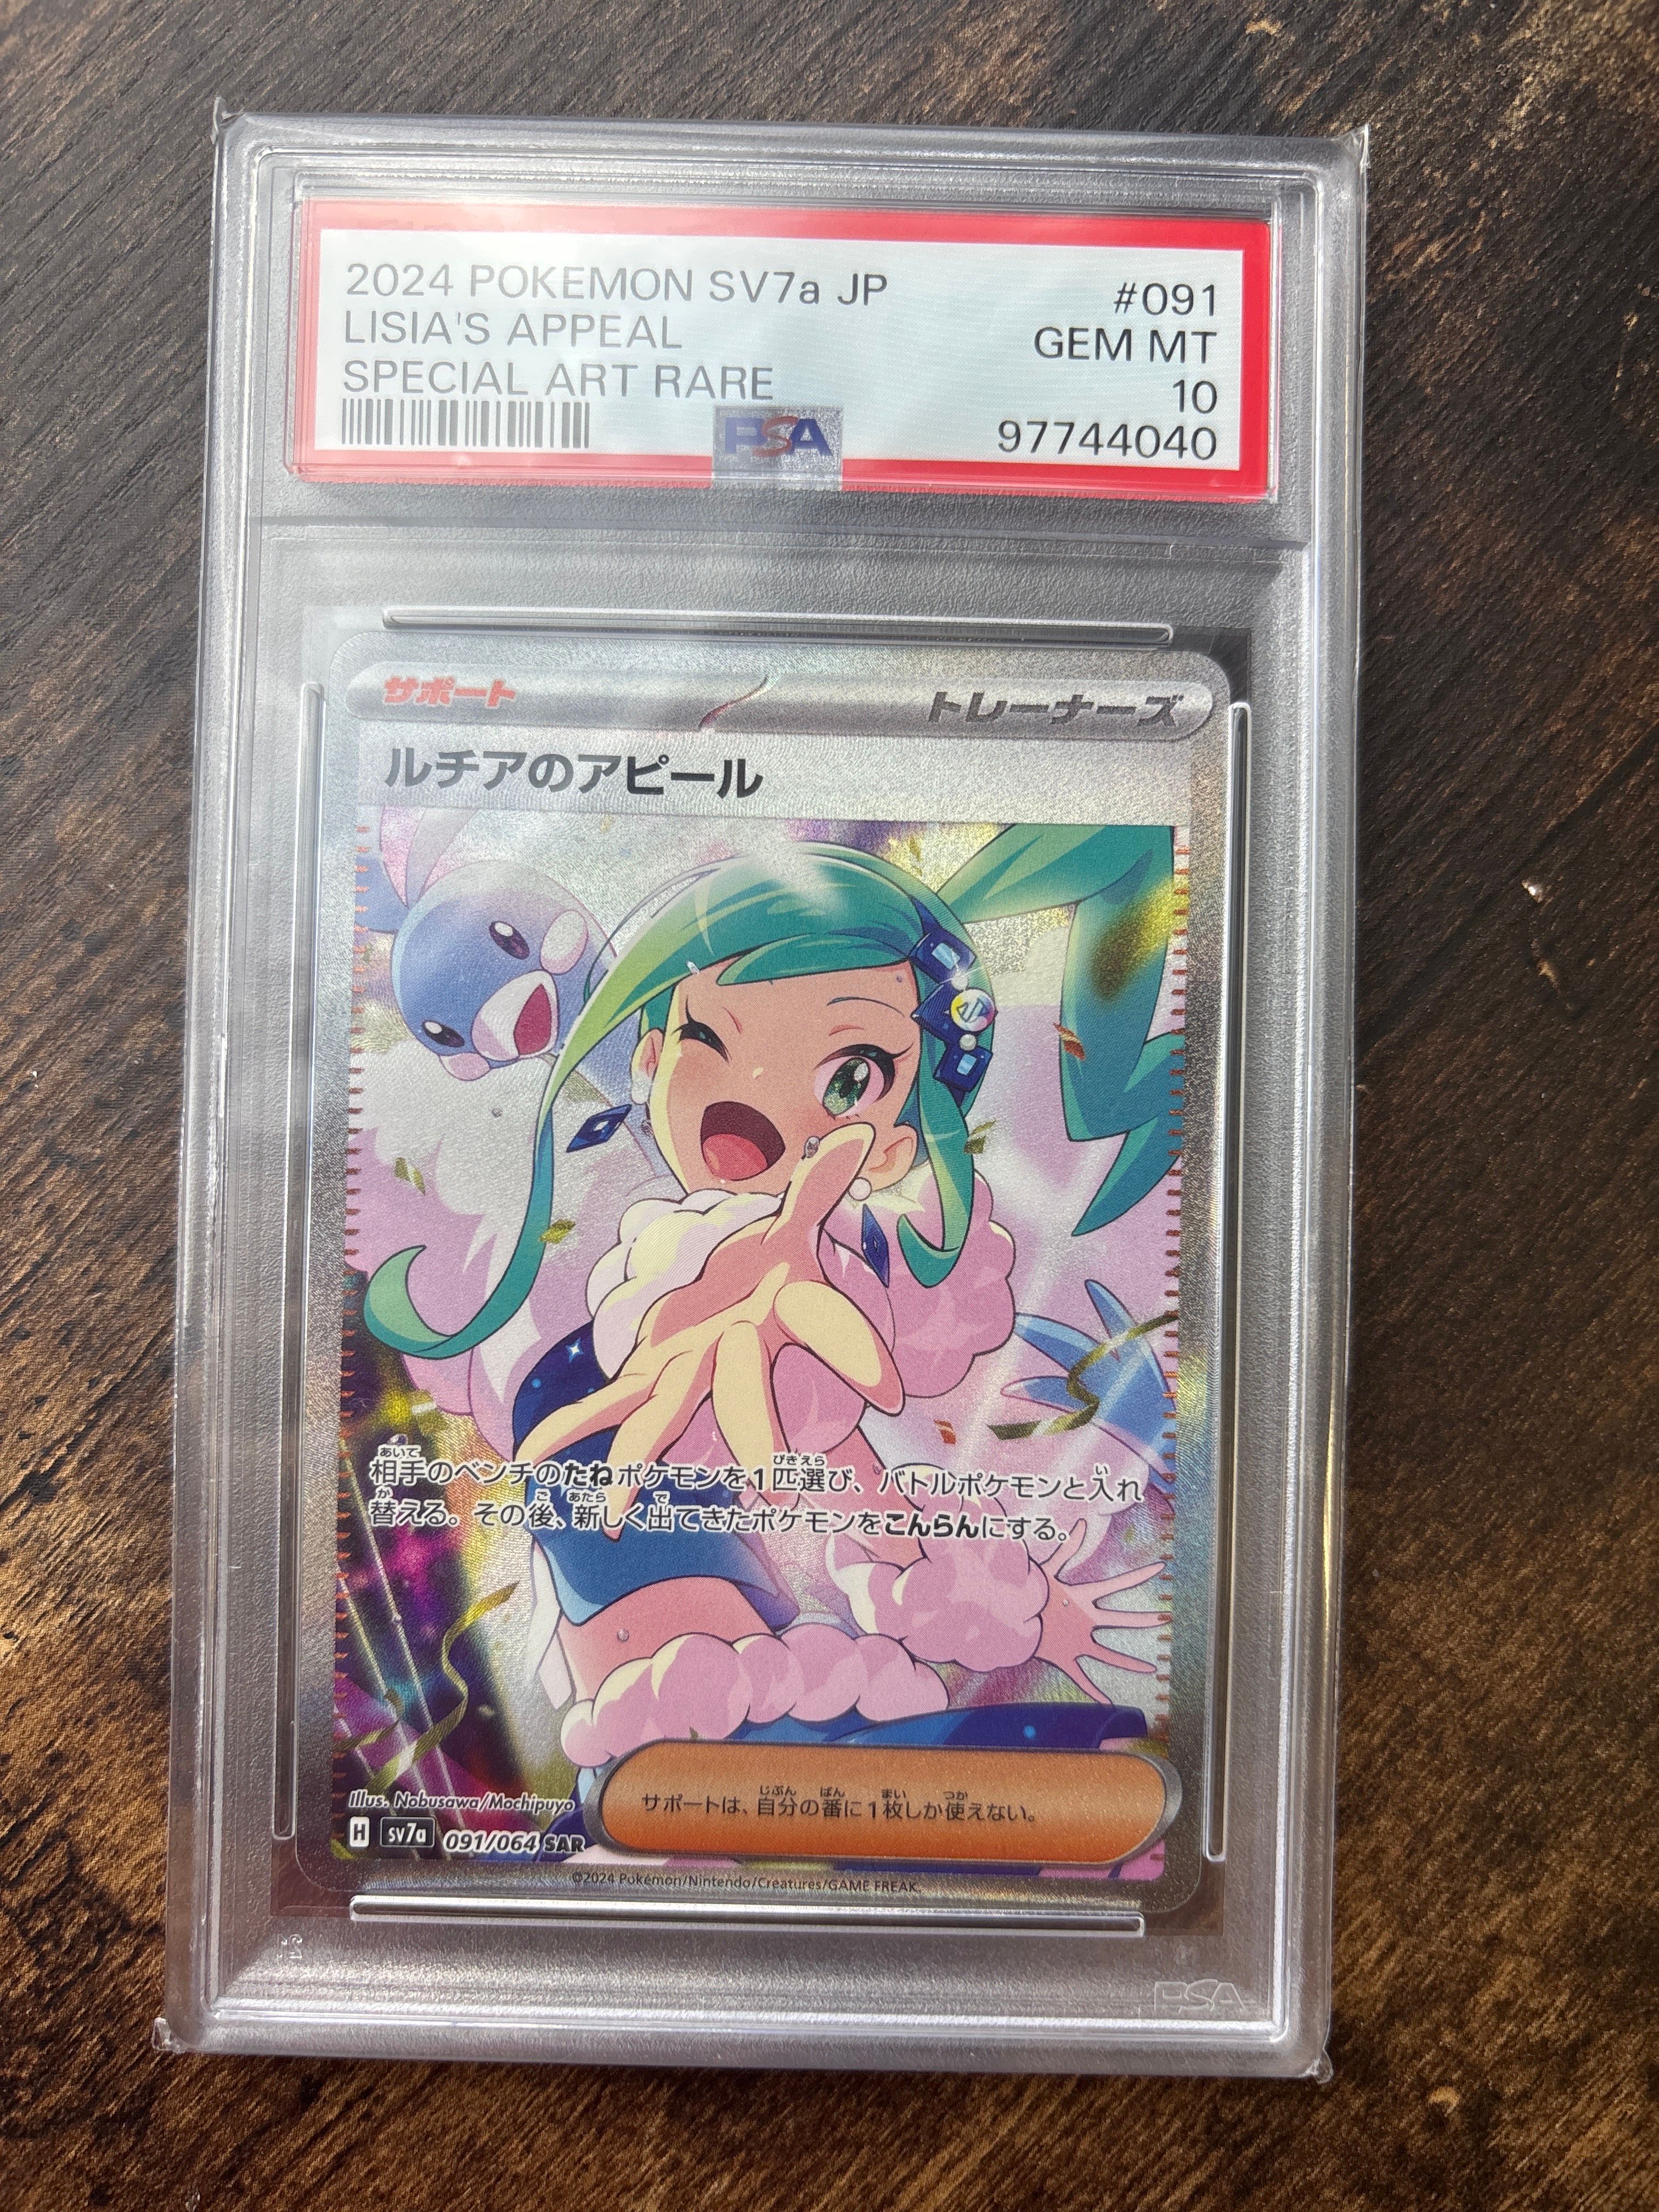 2024 POKEMON SV7a JP #091
LISIA'S APPEAL GEM MT
SPECIAL ART RARE 10
PSA 97744040
サポート トレーナーズ
ルチアのアピール
相手のベンチのたねポケモンを1匹選び、バトルポケモンと入れ
替える。その後、新しく出てきたポケモンをこんらんにする。
サポートは、自分の番に1枚しか使えない。
Illus. Nobusawa/Mochipuyo
H sv7a 091/064 SAR
©2024 Pokémon/Nintendo/Creatures/GAME FREAK.
PSA